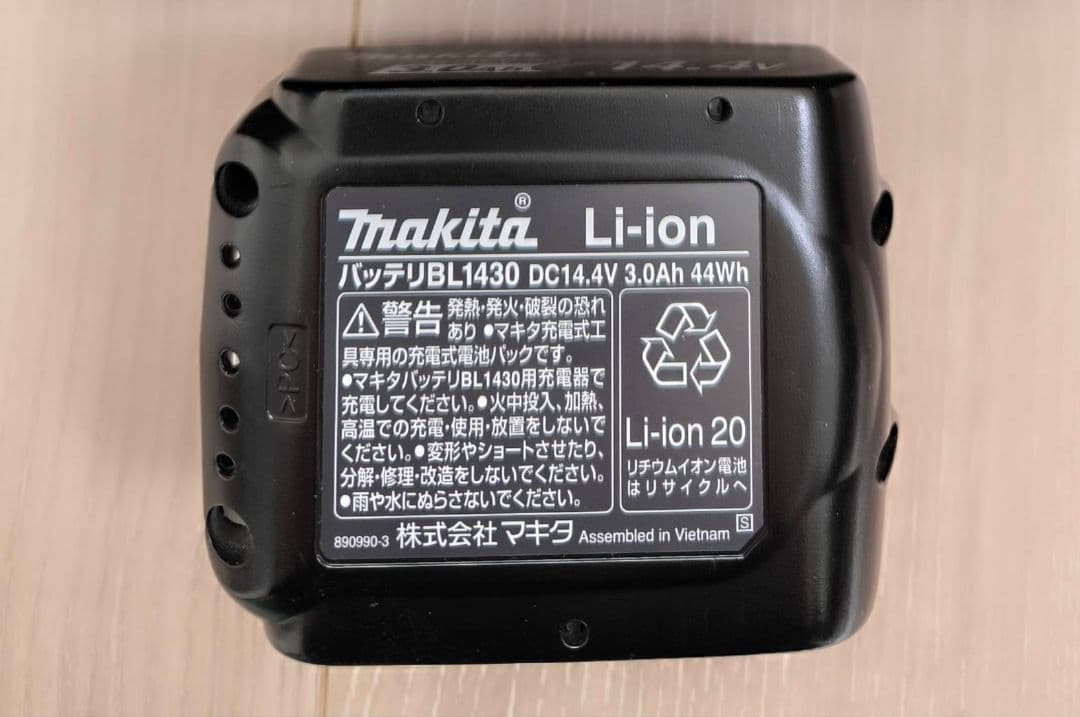 14.4V
makita® Li-ion
バッテリBL1430 DC14.4V 3.0Ah 44Wh
警告 発熱・発火・破裂の恐れ
あり ●マキタ充電式工
具専用の充電式電池パックです。
●マキタバッテリBL1430用充電器で
充電してください。●火中投入、加熱、
高温での充電・使用・放置をしないで
ください。●変形やショートさせたり、
分解・修理・改造をしないでください。
●雨や水にぬらさないでください。
Li-ion 20
リチウムイオン電池
はリサイクルへ
890990-3 株式会社 マキタ Assembled in Vietnam S
>PC<